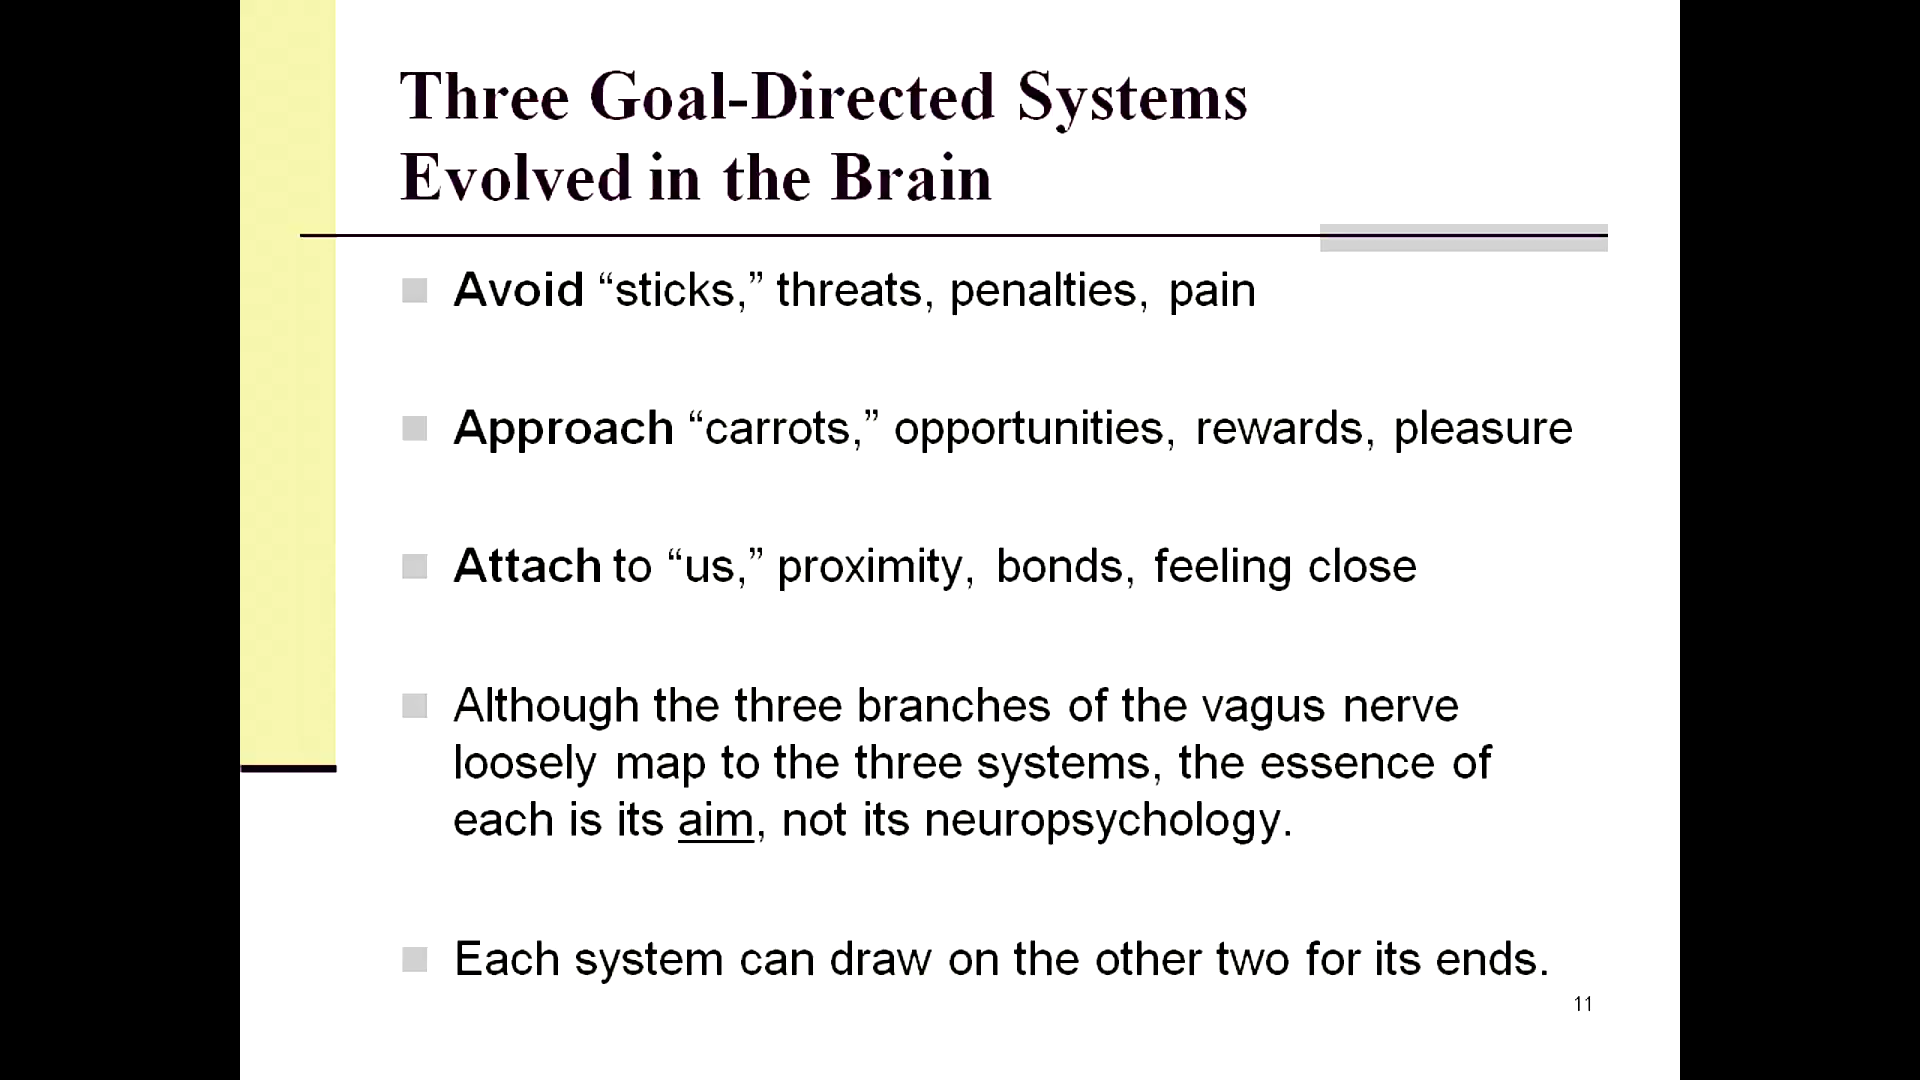 Three Goal-Directed Systems
Evolved in the Brain
Avoid “sticks,” threats, penalties, pain
Approach “carrots,” opportunities, rewards, pleasure
Attach to “us,” proximity, bonds, feeling close
Although the three branches of the vagus nerve
loosely map to the three systems, the essence of
each is its aim, not its neuropsychology.
Each system can draw on the other two for its ends.
11